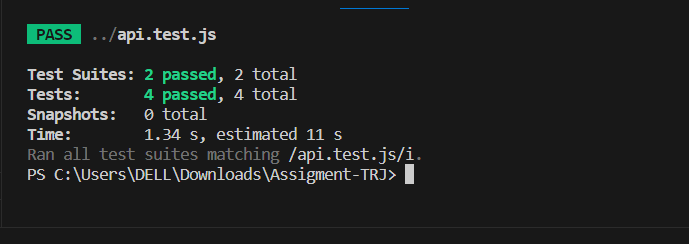 PASS ../api.test.js
Test Suites: 2 passed, 2 total
Tests: 4 passed, 4 total
Snapshots: 0 total
Time: 1.34 s, estimated 11 s
Ran all test suites matching /api.test.js/i.
PS C:\Users\DELL\Downloads\Assigment-TRJ>